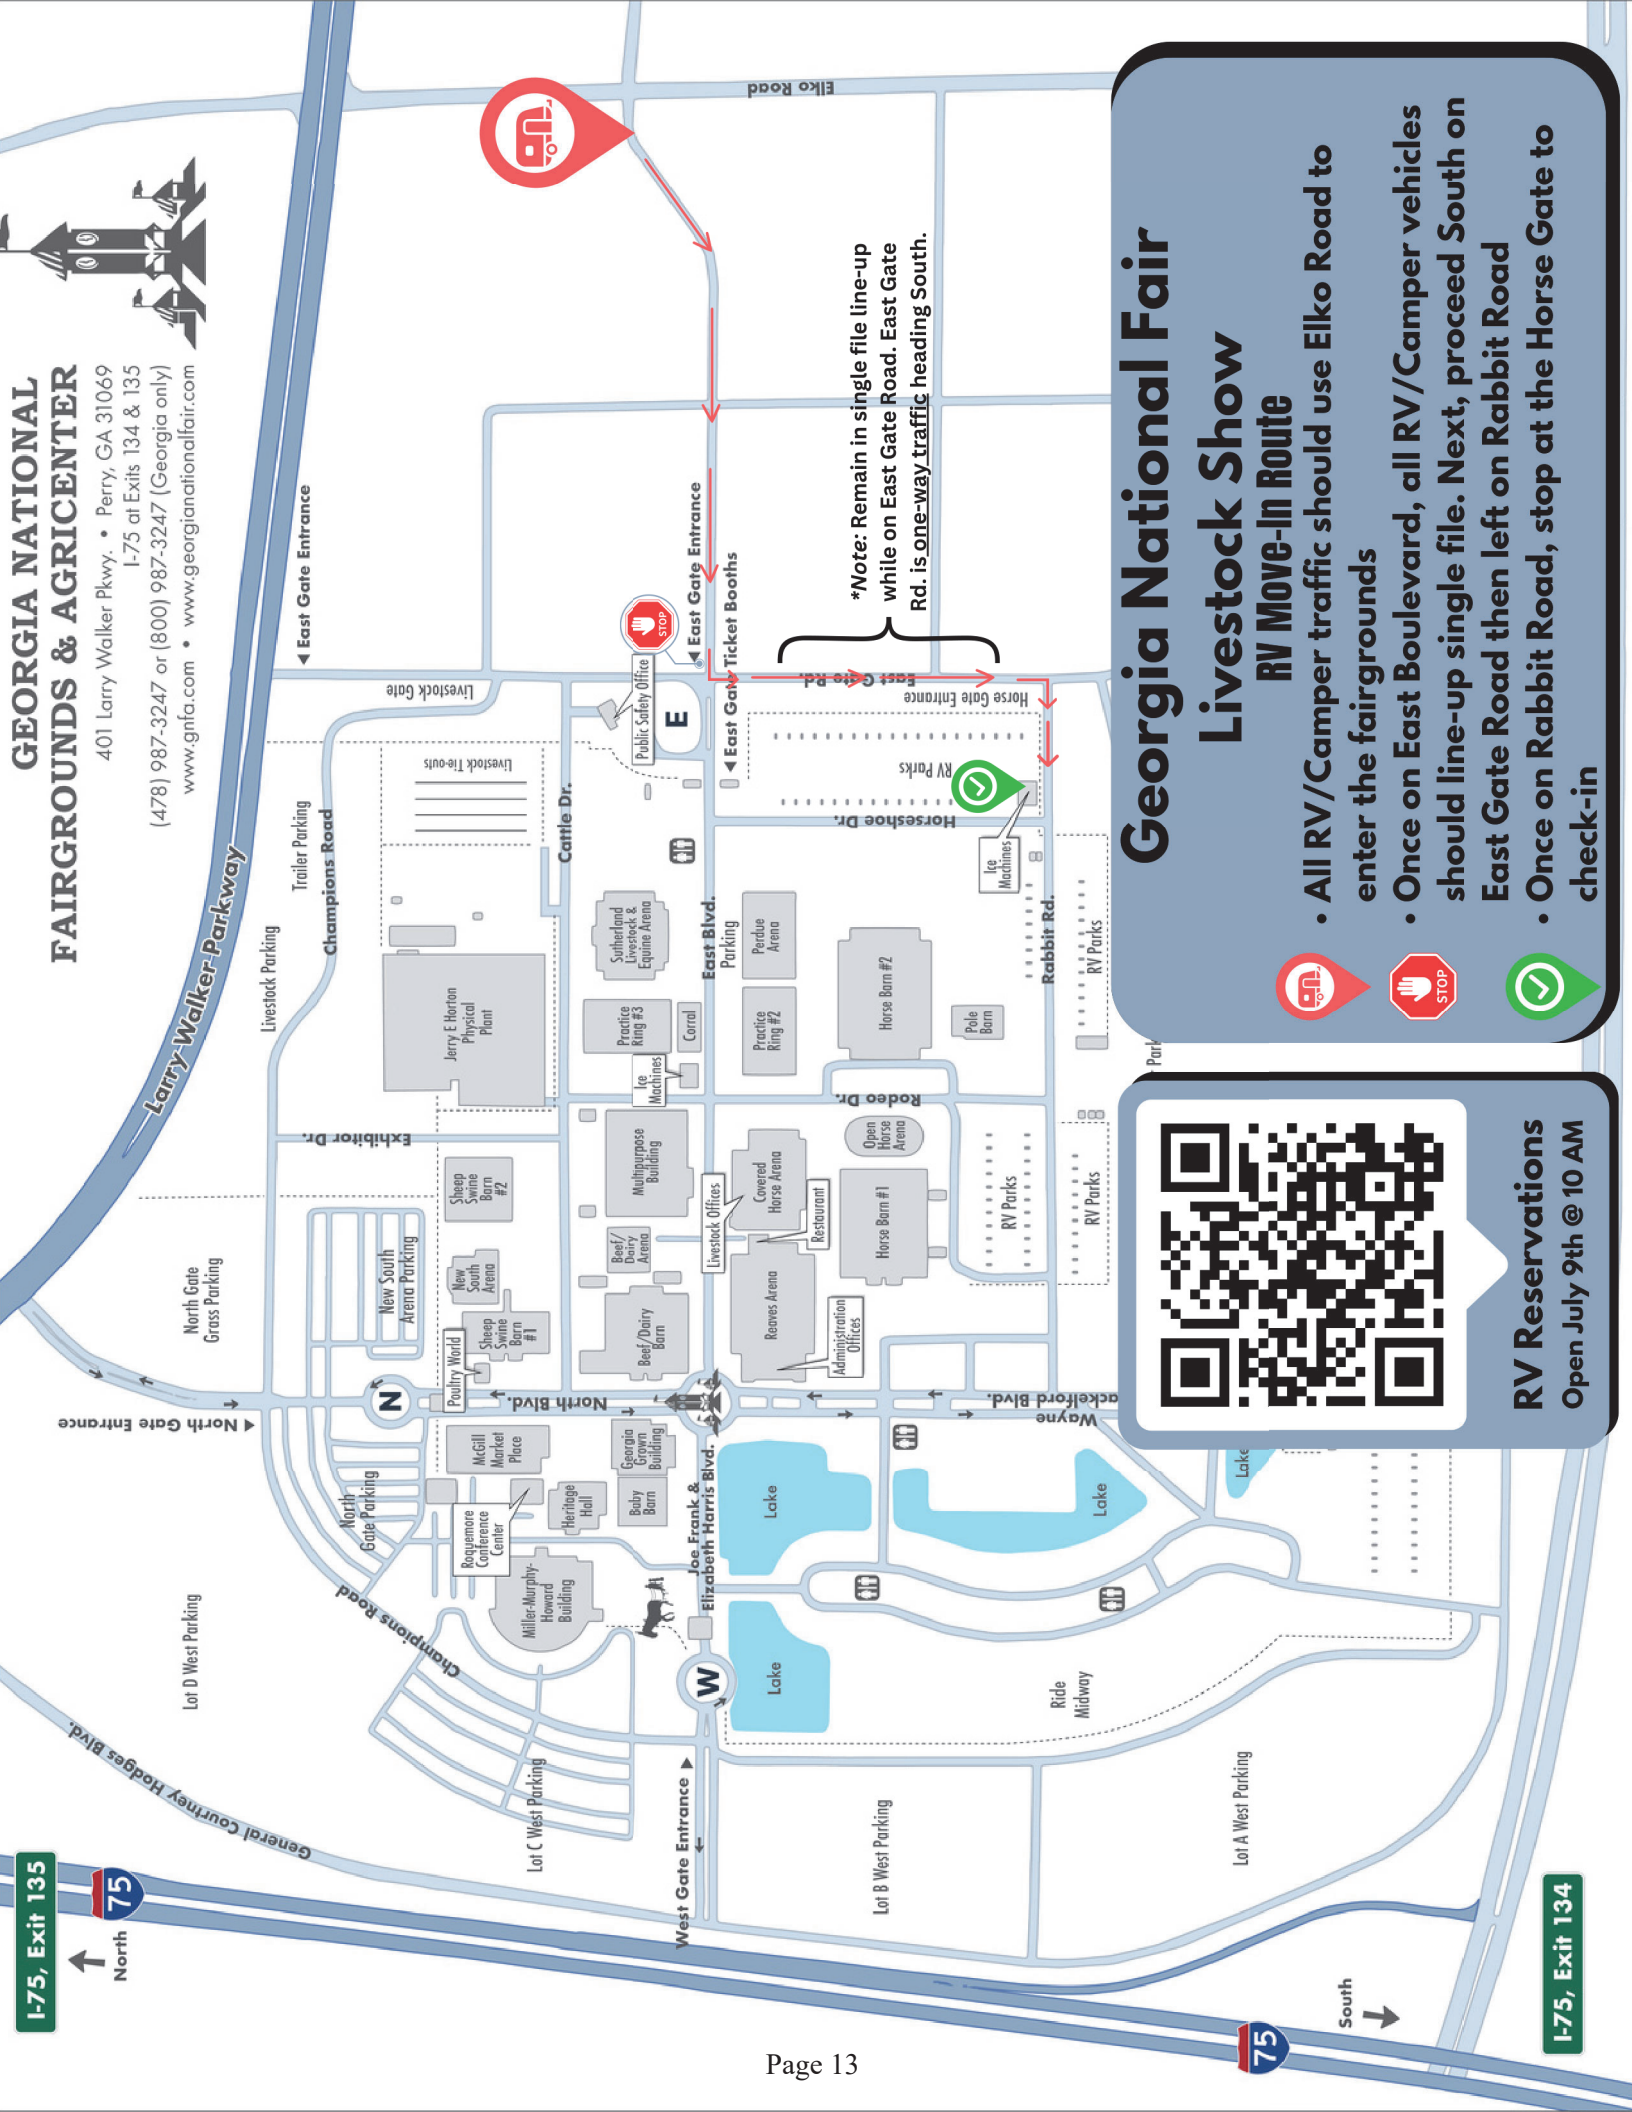 GEORGIA NATIONAL
FAIRGROUNDS & AGRICENTER
401 Larry Walker Pkwy. • Perry, GA 31069
I-75 at Exits 134 & 135
(478) 987-3247 or (800) 987-3247 (Georgia only)
www.gnfa.com • www.georgianationalfair.com
I-75, Exit 135
75
North
General Courtney Hodges Blvd.
Lot D West Parking
North Gate
Grass Parking
North Gate Entrance
Larry Walker Parkway
Livestock Parking
Trailer Parking
Champions Road
East Gate Entrance
Elko Road
Exhibitor Dr.
Livestock Gate
Champions Road
North
Gate Parking
N
New South
Arena Parking
Poultry World
Sheep
Swine
Barn
#1
New
South
Arena
Sheep
Swine
Barn
#2
Jerry E Horton
Physical
Plant
Livestock Tie-outs
Cattle Dr.
McGill
Market
Place
Roquemore
Conference
Center
Heritage
Hall
Miller-Murphy-
Howard
Building
Lot C West Parking
North Blvd.
Georgia
Grown
Building
Baby
Barn
Beef/Dairy
Barn
Beef/
Dairy
Arena
Multipurpose
Building
Ice
Machines
Practice
Ring #3
Corral
Sutherland
Livestock &
Equine Arena
Public Safety Office
STOP
E
East Gate Entrance
East Gate Ticket Booths
West Gate Entrance
W
Joe Frank &
Elizabeth Harris Blvd.
East Blvd.
Parking
Livestock Offices
Covered
Horse Arena
Restaurant
Reaves Arena
Administration
Offices
Practice
Ring #2
Perdue
Arena
Lake
Lake
Lake
Lake
Horse Barn #1
Open
Horse
Arena
Rodeo Dr.
Horse Barn #2
Pole
Barn
Horseshoe Dr.
RV Parks
Ice
Machines
East Gate Rd.
Horse Gate Entrance
*Note: Remain in single file line-up
while on East Gate Road. East Gate
Rd. is one-way traffic heading South.
Wayne
ackelford Blvd.
RV Parks
RV Parks
Rabbit Rd.
RV Parks
Park
Ride
Midway
Lot B West Parking
Lot A West Parking
South
75
I-75, Exit 134
Georgia National Fair
Livestock Show
RV Move-In Route
• All RV/Camper traffic should use Elko Road to
enter the fairgrounds
STOP
• Once on East Boulevard, all RV/Camper vehicles
should line-up single file. Next, proceed South on
East Gate Road then left on Rabbit Road
• Once on Rabbit Road, stop at the Horse Gate to
check-in
RV Reservations
Open July 9th @ 10 AM
Page 13